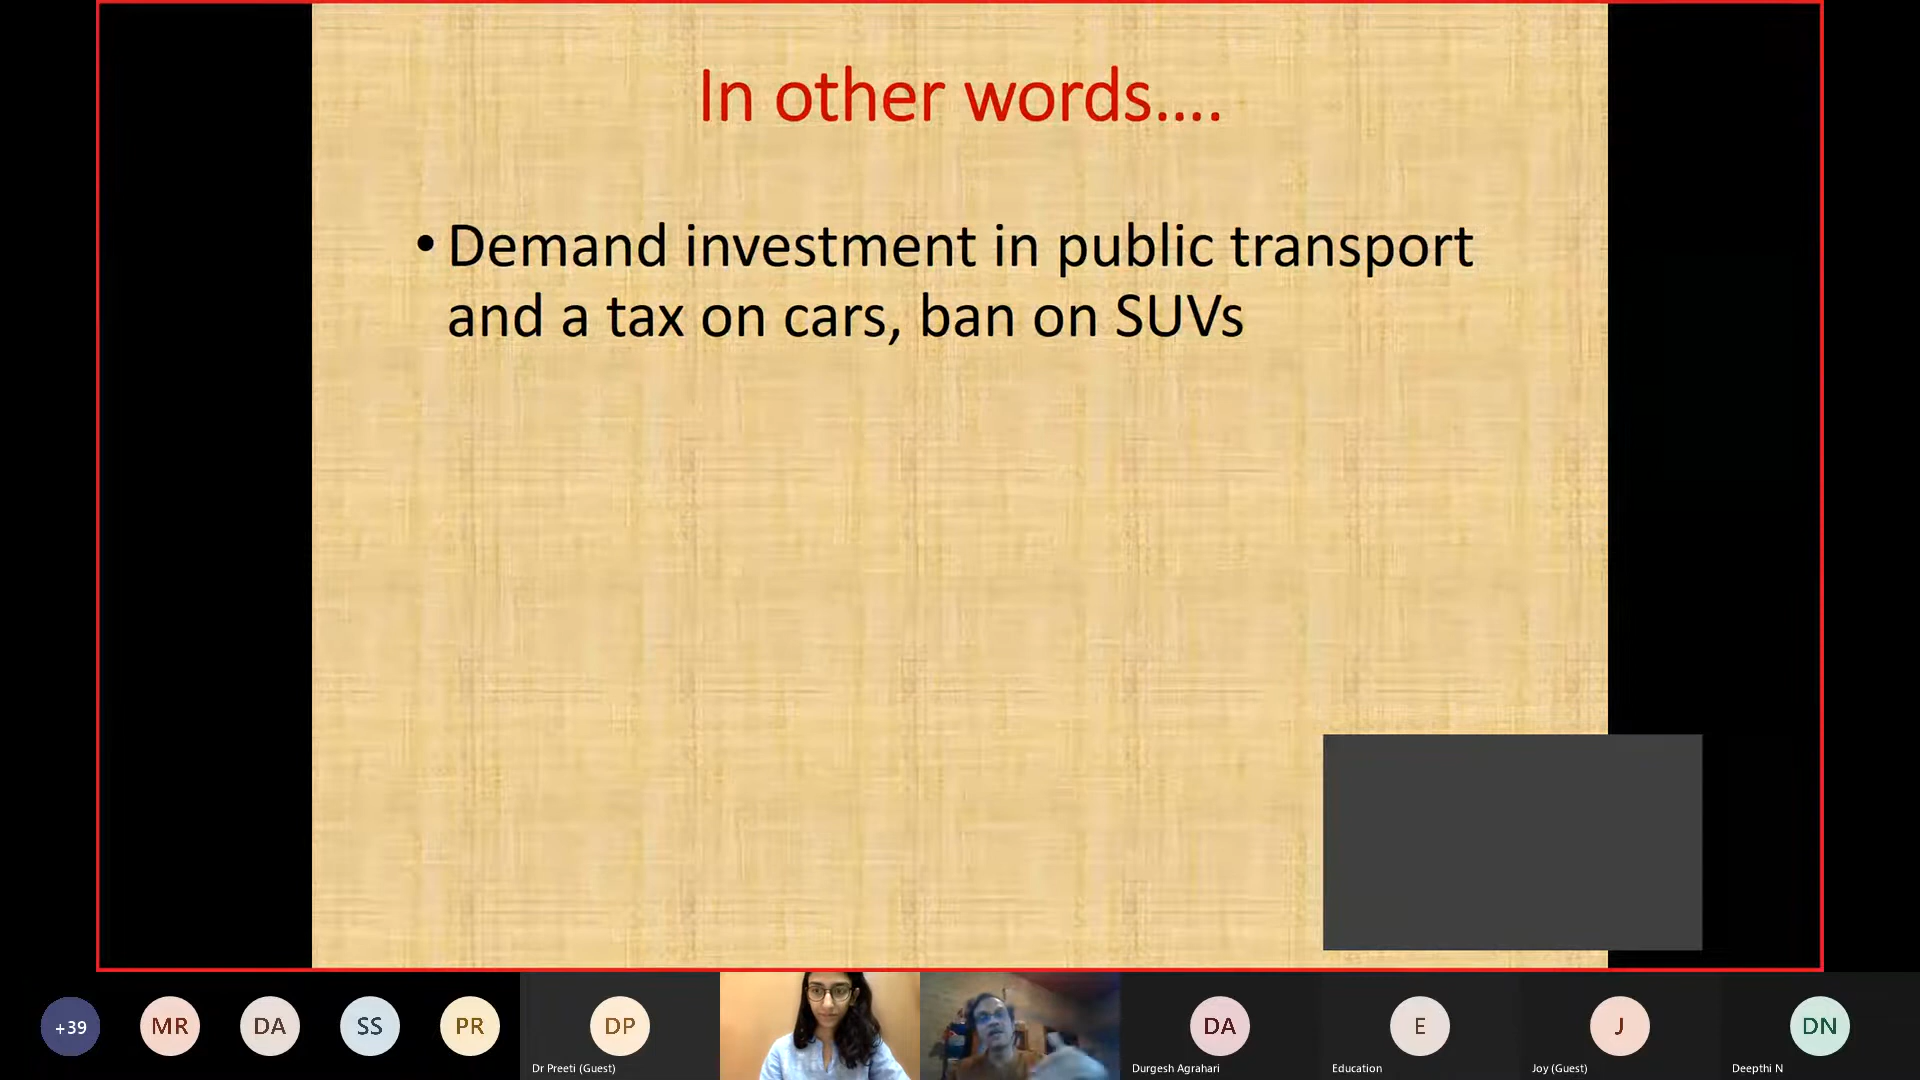 In other words....
• Demand investment in public transport
and a tax on cars, ban on SUVs
+39
MR
DA
SS
PR
DP
Dr Preeti (Guest)
DA
Durgesh Agrahari
E
Education
J
Joy (Guest)
DN
Deepthi N